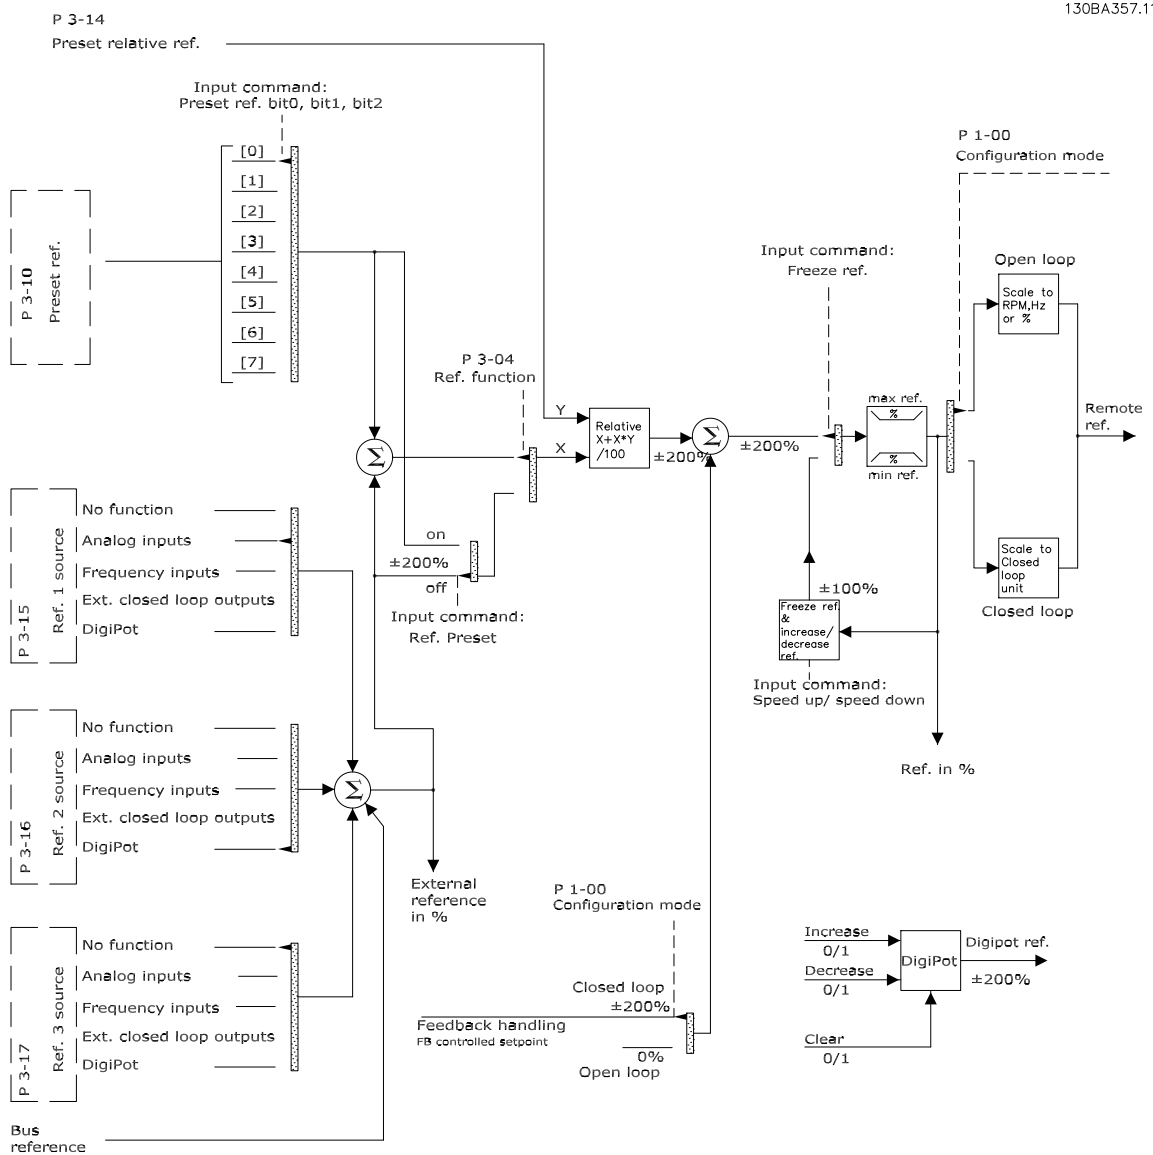 130BA357.11
P 3-14
Preset relative ref.
Input command:
Preset ref. bit0, bit1, bit2
[0]
[1]
[2]
[3]
[4]
[5]
[6]
[7]
P 3-10
Preset ref.
P 1-00
Configuration mode
Input command:
Freeze ref.
Open loop
Scale to
RPM,Hz
or %
P 3-04
Ref. function
Y
X
Relative
X+X*Y
/100
±200%
Σ
±200%
max ref.
%
%
min ref.
Remote
ref.
Σ
on
±200%
off
Input command:
Ref. Preset
Scale to
Closed
loop
unit
Closed loop
±100%
Freeze ref.
&
increase/
decrease
ref.
Input command:
Speed up/ speed down
Ref. in %
P 3-15
Ref. 1 source
No function
Analog inputs
Frequency inputs
Ext. closed loop outputs
DigiPot
P 3-16
Ref. 2 source
No function
Analog inputs
Frequency inputs
Ext. closed loop outputs
DigiPot
Σ
External
reference
in %
P 3-17
Ref. 3 source
No function
Analog inputs
Frequency inputs
Ext. closed loop outputs
DigiPot
Bus
reference
P 1-00
Configuration mode
Closed loop
±200%
Feedback handling
FB controlled setpoint
0%
Open loop
Increase
0/1
Decrease
0/1
Clear
0/1
DigiPot
Digipot ref.
±200%